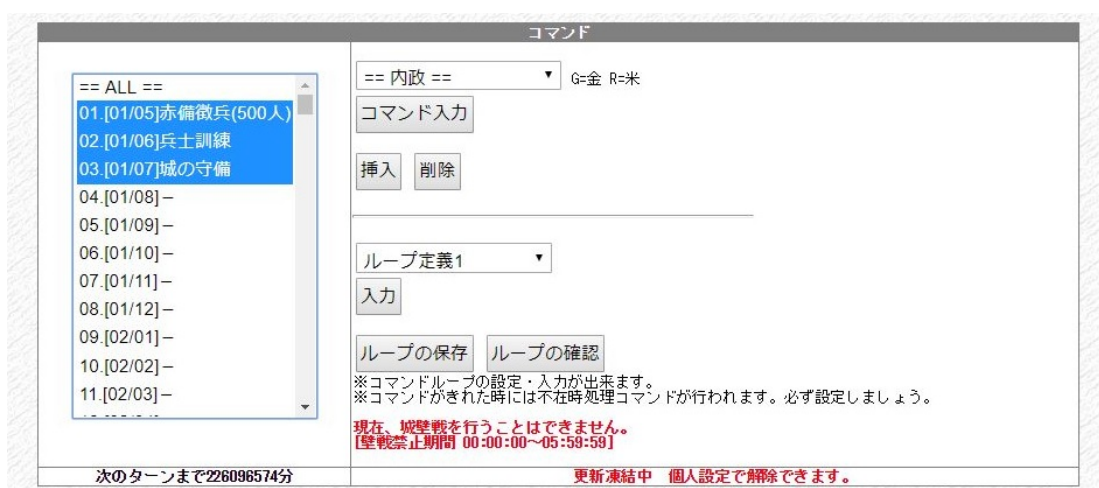 コマンド
== ALL ==
01.[01/05]赤備徴兵(500人)
02.[01/06]兵士訓練
03.[01/07]城の守備
04.[01/08]－
05.[01/09]－
06.[01/10]－
07.[01/11]－
08.[01/12]－
09.[02/01]－
10.[02/02]－
11.[02/03]－
== 内政 == G=金 R=米
コマンド入力
挿入 削除
ループ定義1
入力
ループの保存 ループの確認
※コマンドループの設定・入力が出来ます。
※コマンドがきれた時には不在時処理コマンドが行われます。必ず設定しましょう。
現在、城壁戦を行うことはできません。
[壁戦禁止期間 00:00:00～05:59:59]
次のターンまで226096574分
更新凍結中 個人設定で解除できます。